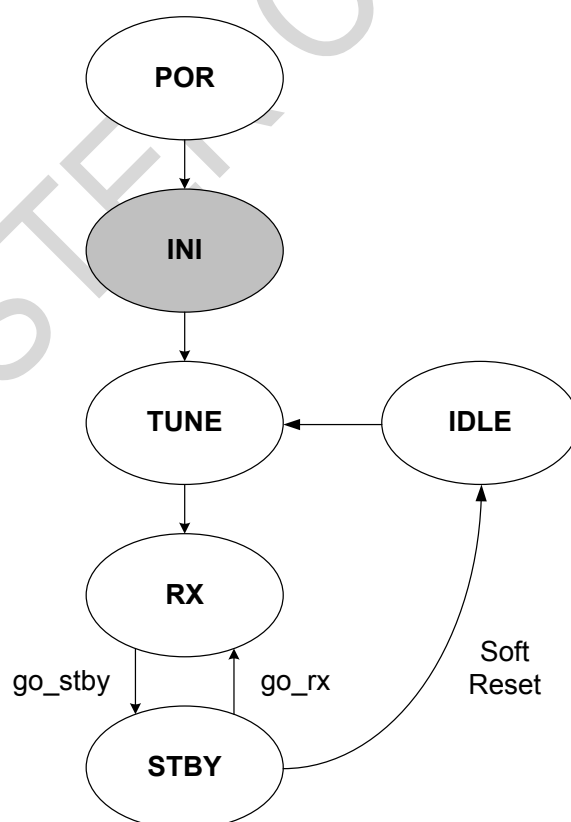 POR
INI
TUNE
IDLE
RX
go_stby
go_rx
Soft
Reset
STBY